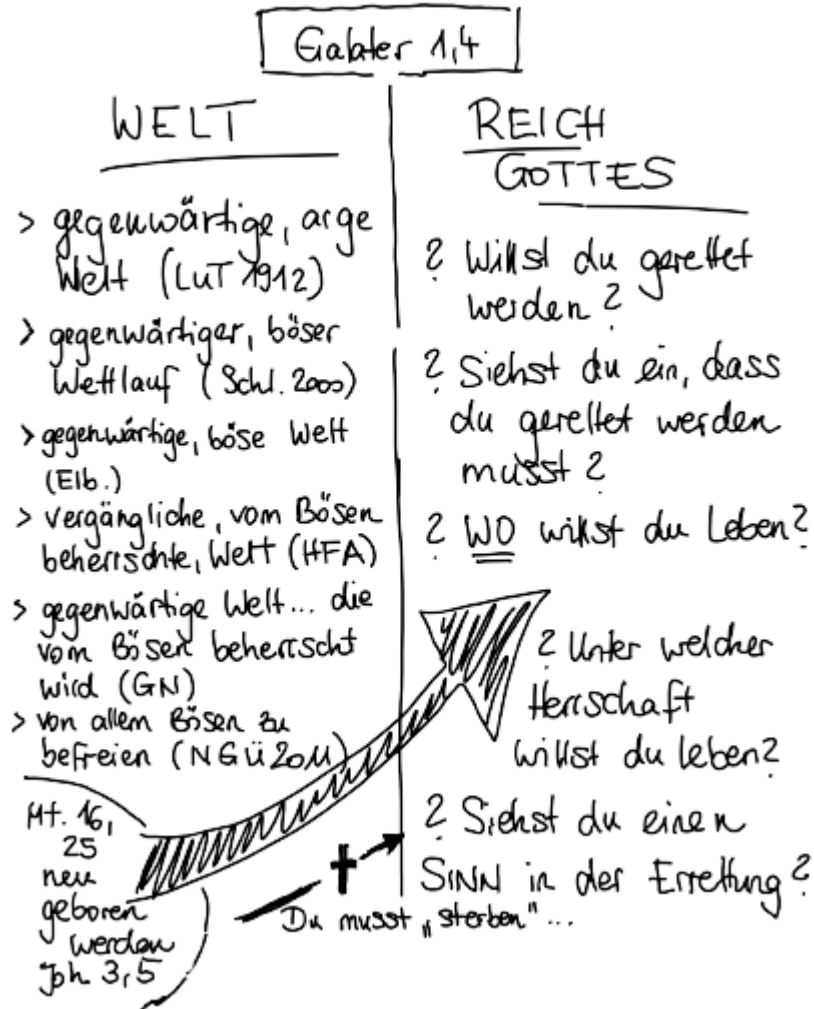 Galater 1,4
WELT
> gegenwärtige, arge
Welt (LuT 1912)
> gegenwärtiger, böser
Weltlauf (Schl. 2000)
> gegenwärtige, böse Welt
(Elb.)
> vergängliche, vom Bösen
beherrschte, Welt (HFA)
> gegenwärtige Welt... die
vom Bösen beherrscht
wird (GN)
> von allem Bösen zu
befreien (NGÜ2011)
Mt. 16,
25
neu
geboren
werden
Joh 3,5
REICH
GOTTES
? Willst du gerettet
werden?
? Siehst du ein, dass
du gerettet werden
musst?
? WO willst du Leben?
? Unter welcher
Herrschaft
willst du leben?
? Siehst du einen
SINN in der Errettung?
Du musst „sterben"...